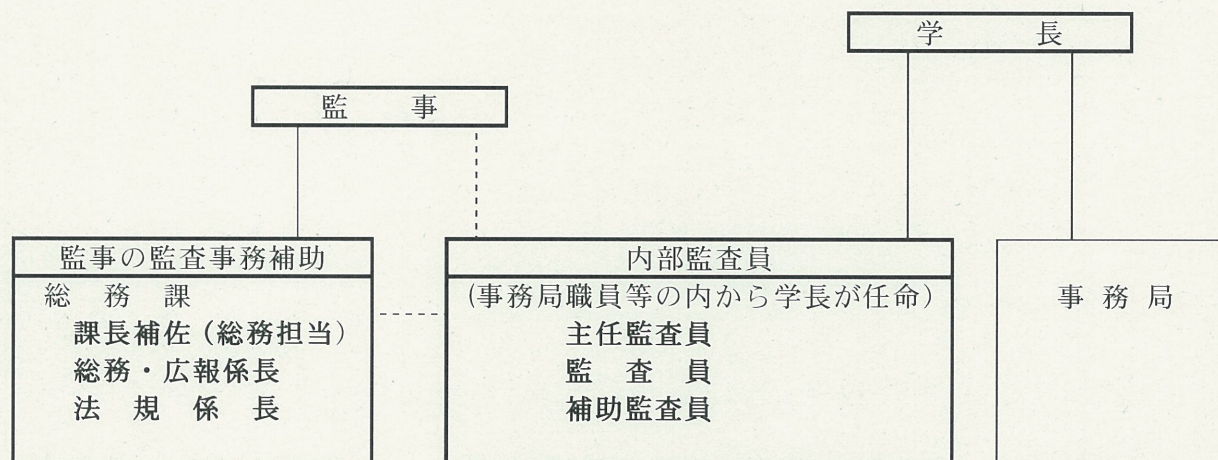 学長
監事
監事の監査事務補助
総務課
課長補佐(総務担当)
総務・広報係長
法規係長
内部監査員
(事務局職員等の内から学長が任命)
主任監査員
監査員
補助監査員
事務局